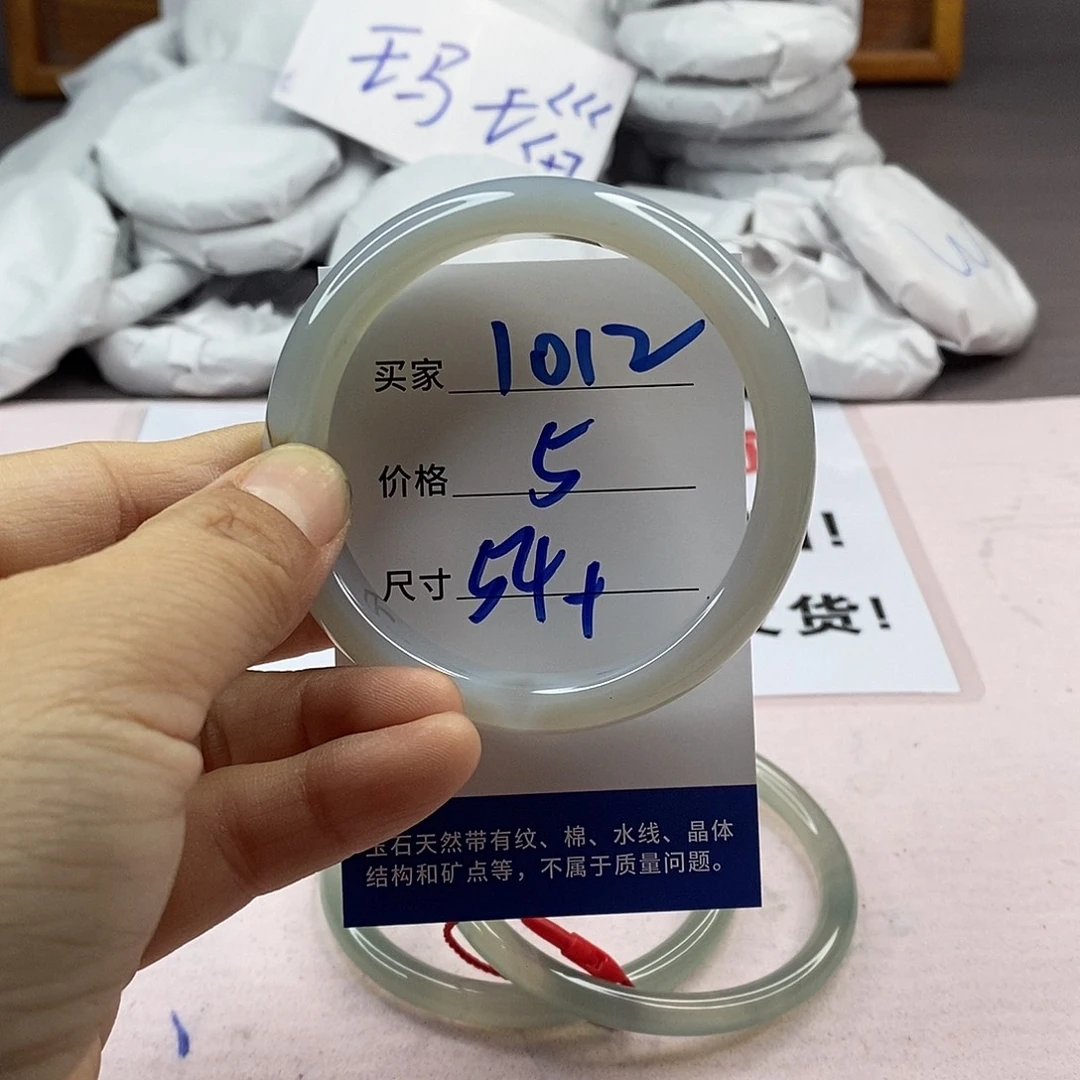 玛瑙
买家 1012
价格 5
尺寸 54+
货!
玉石天然带有纹、棉、水线、晶体
结构和矿点等，不属于质量问题。